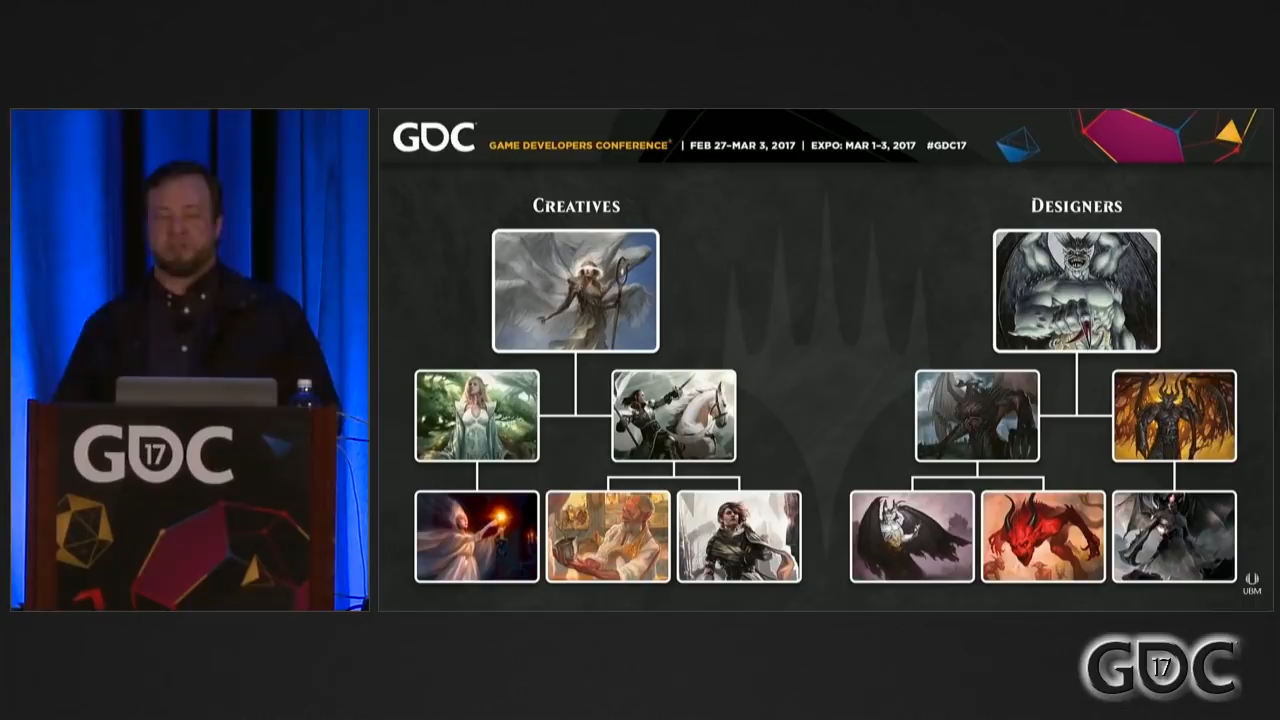 GDC
GAME DEVELOPERS CONFERENCE® | FEB 27–MAR 3, 2017 | EXPO: MAR 1–3, 2017 #GDC17
CREATIVES
DESIGNERS
GDC
17
UBM
GDC
17